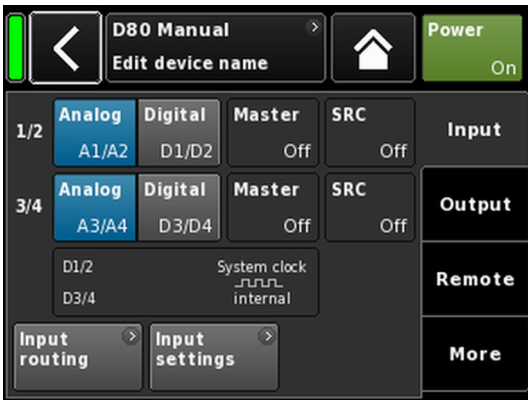 D80 Manual
Edit device name
Power
On
1/2
Analog
A1/A2
Digital
D1/D2
Master
Off
SRC
Off
Input
3/4
Analog
A3/A4
Digital
D3/D4
Master
Off
SRC
Off
Output
D1/2
D3/4
System clock
internal
Remote
Input
routing
Input
settings
More